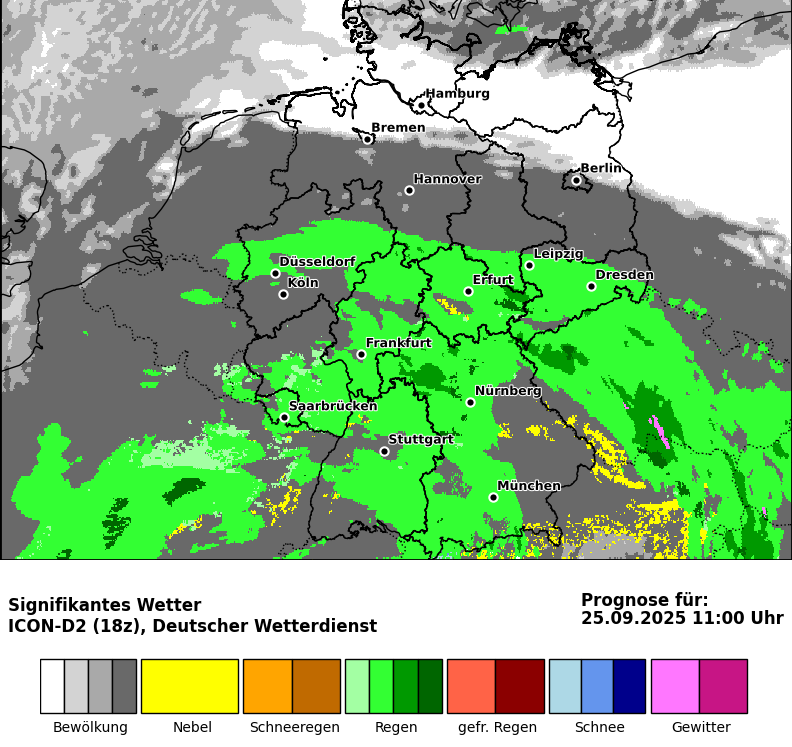 Hamburg
Bremen
Berlin
Hannover
Leipzig
Düsseldorf
Dresden
Köln
Erfurt
Frankfurt
Nürnberg
Saarbrücken
Stuttgart
München
Signifikantes Wetter
ICON-D2 (18z), Deutscher Wetterdienst
Prognose für:
25.09.2025 11:00 Uhr
Bewölkung
Nebel
Schneeregen
Regen
gefr. Regen
Schnee
Gewitter